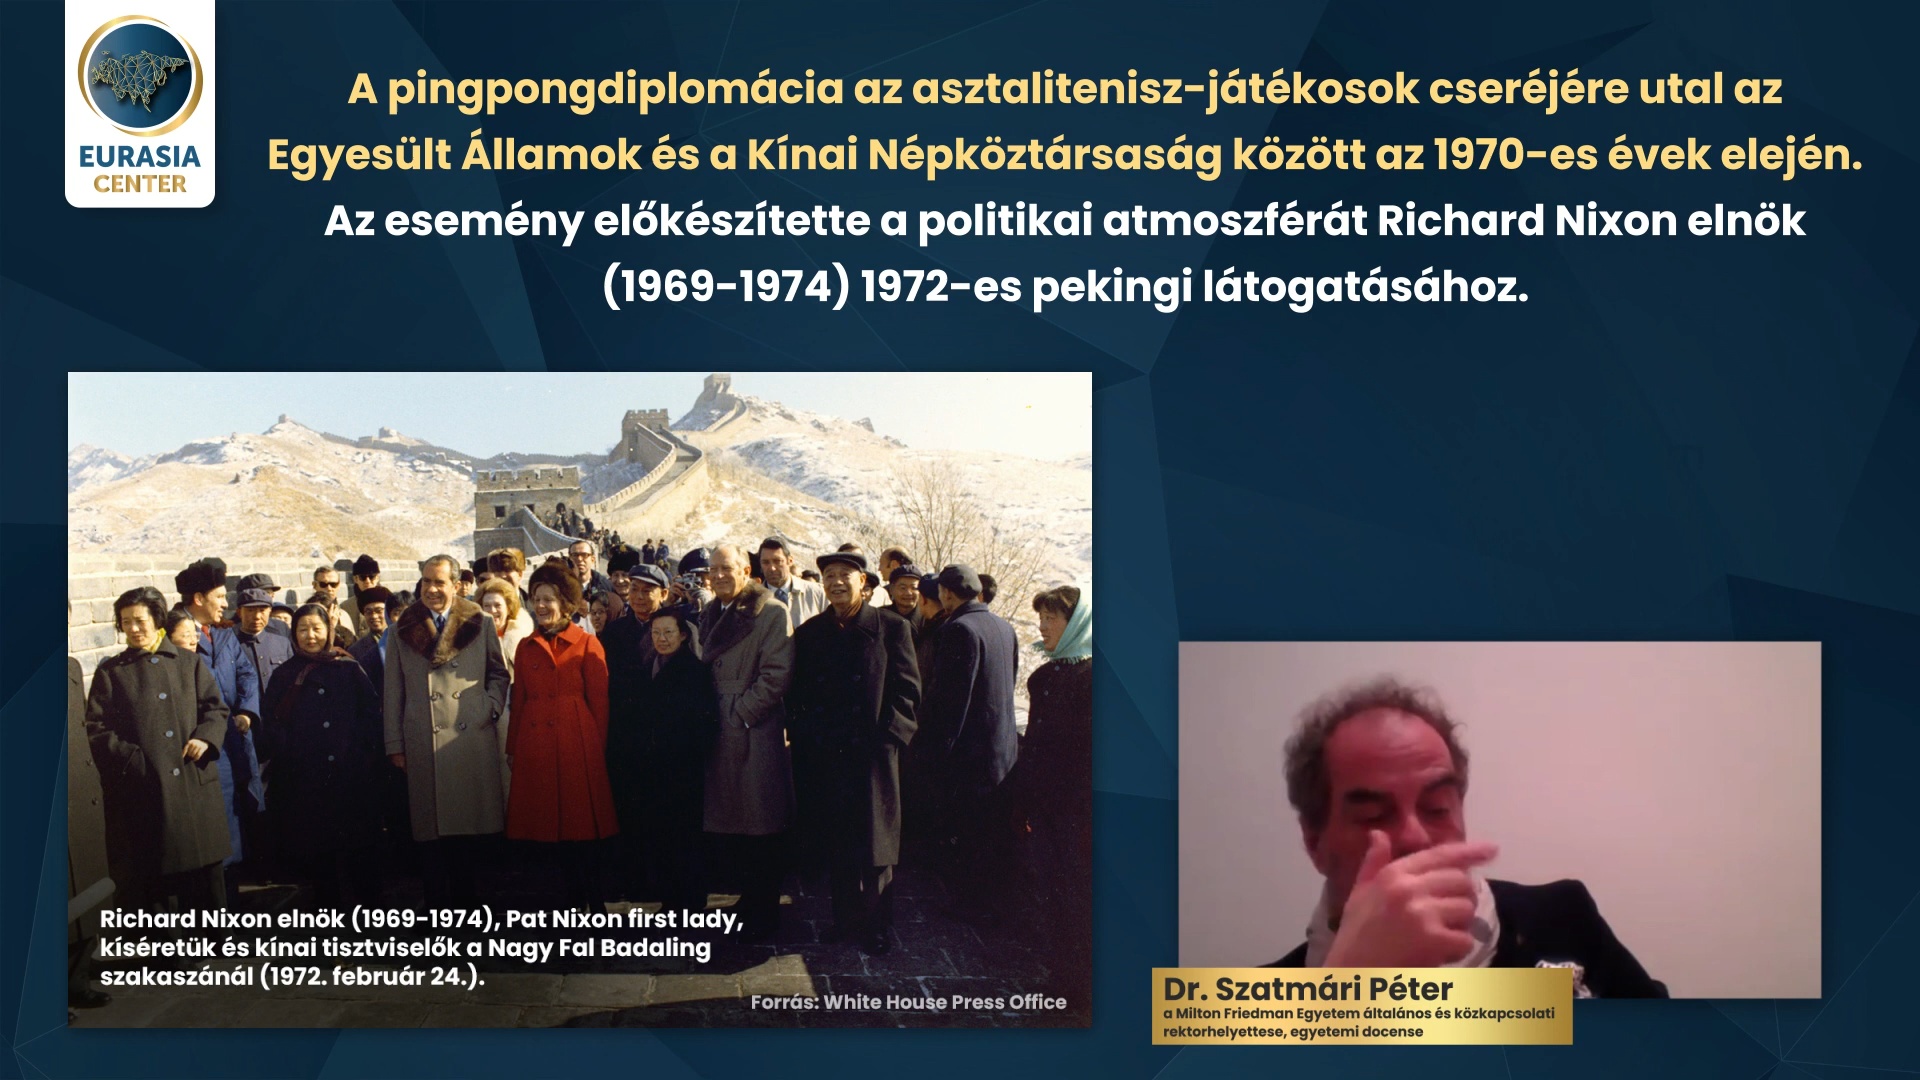 EURASIA
CENTER
A pingpongdiplomácia az asztalitenisz-játékosok cseréjére utal az
Egyesült Államok és a Kínai Népköztársaság között az 1970-es évek elején.
Az esemény előkészítette a politikai atmoszférát Richard Nixon elnök
(1969-1974) 1972-es pekingi látogatásához.
Richard Nixon elnök (1969-1974), Pat Nixon first lady,
kíséretük és kínai tisztviselők a Nagy Fal Badaling
szakaszánál (1972. február 24.).
Forrás: White House Press Office
Dr. Szatmári Péter
a Milton Friedman Egyetem általános és közkapcsolati
rektorhelyettese, egyetemi docense